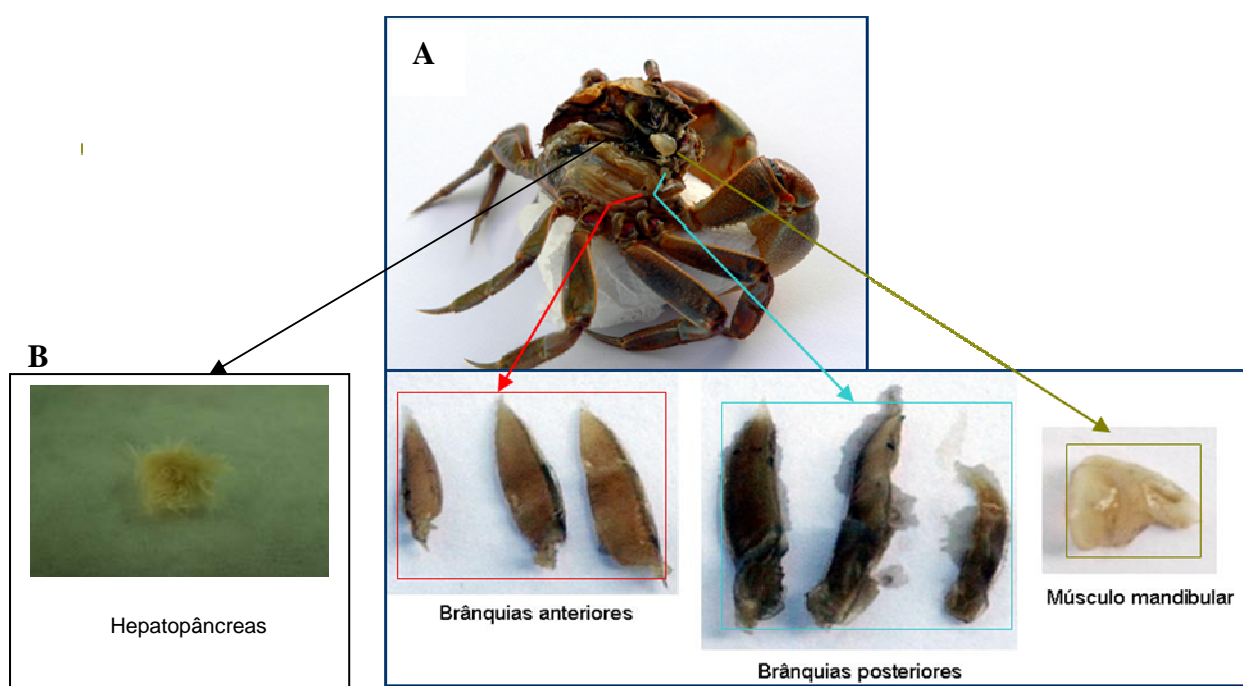 A
B
Hepatopâncreas
Brânquias anteriores
Brânquias posteriores
Músculo mandibular